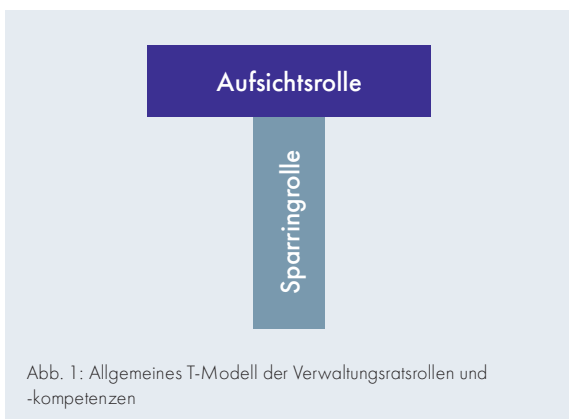 Aufsichtsrolle
Sparringrolle
Abb. 1: Allgemeines T-Modell der Verwaltungsratsrollen und
-kompetenzen